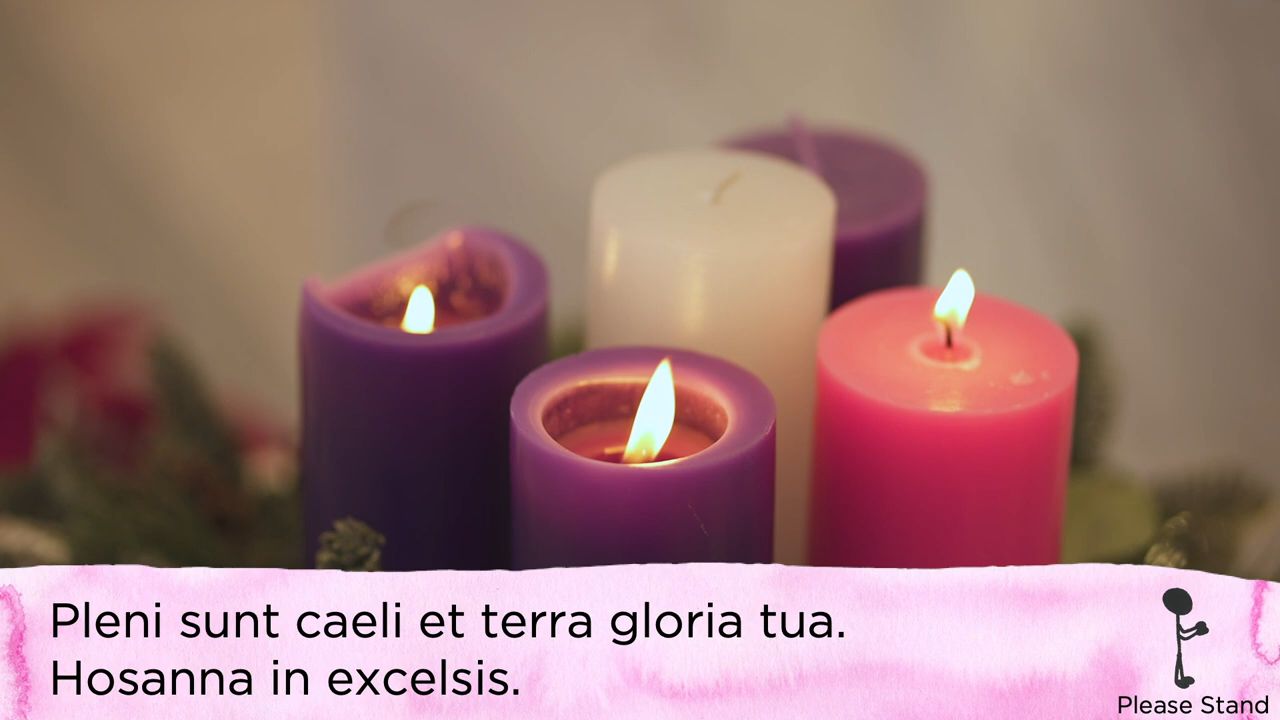 Pleni sunt caeli et terra gloria tua.
Hosanna in excelsis.
Please Stand